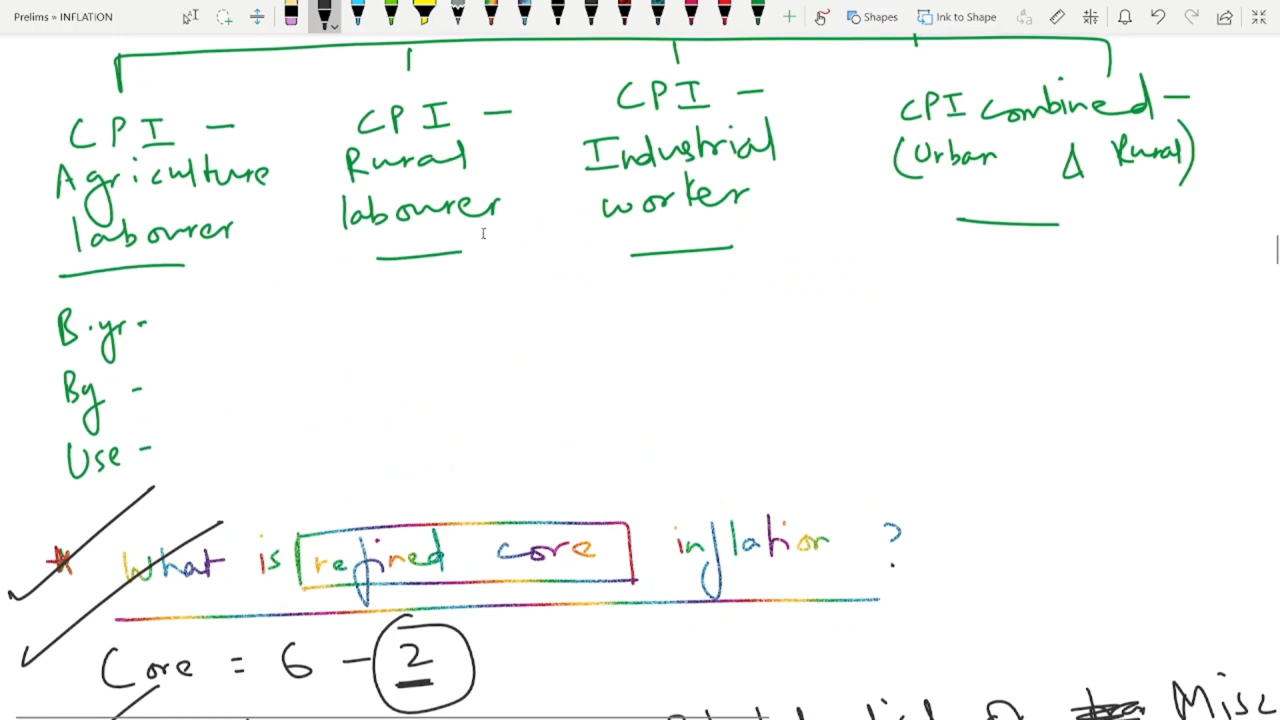 Prelims » INFLATION
Shapes
Ink to Shape
CPI -
Agriculture
labourer
CPI -
Rural
labourer
CPI -
Industrial
worker
CPI Combined -
(Urban & Rural)
B.yr-
By -
Use -
* What is refined core inflation ?
Core = 6 - 2
Misc